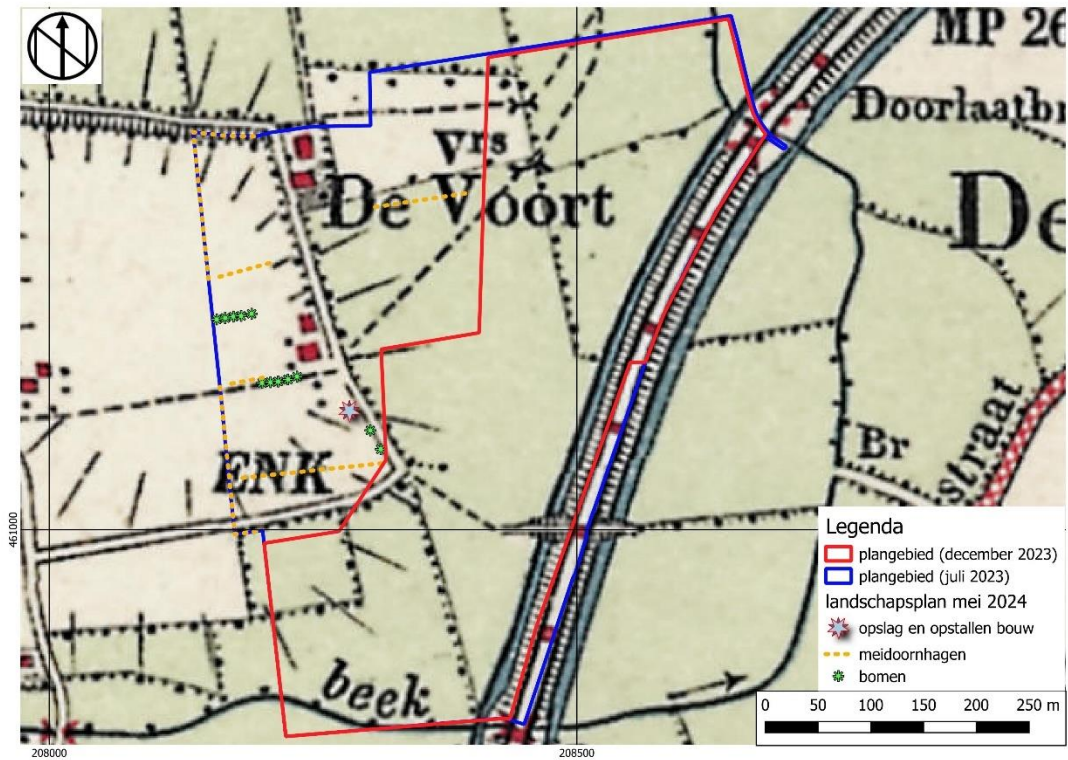 MP 26
Doorlaatbr
Vrs
De Voort
De
ENK
Br
straat
461000
beek
Legenda
plangebied (december 2023)
plangebied (juli 2023)
landschapsplan mei 2024
opslag en opstallen bouw
meidoornhagen
bomen
0 50 100 150 200 250 m
208000 208500